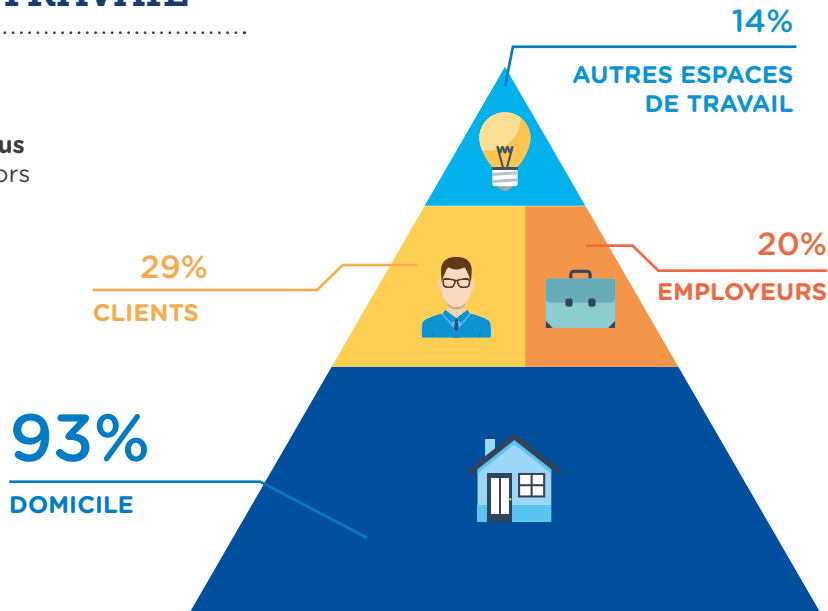 14%
AUTRES ESPACES
DE TRAVAIL
29%
CLIENTS
20%
EMPLOYEURS
93%
DOMICILE